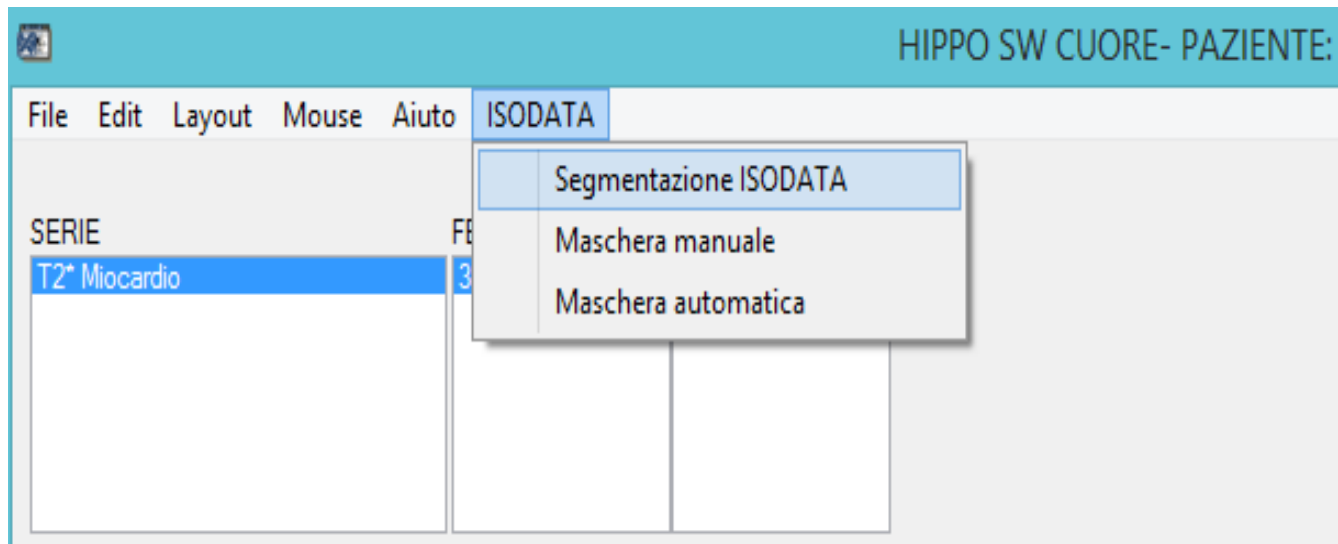 HIPPO SW CUORE- PAZIENTE:
File Edit Layout Mouse Aiuto ISODATA
Segmentazione ISODATA
Maschera manuale
Maschera automatica
SERIE
T2* Miocardio
3